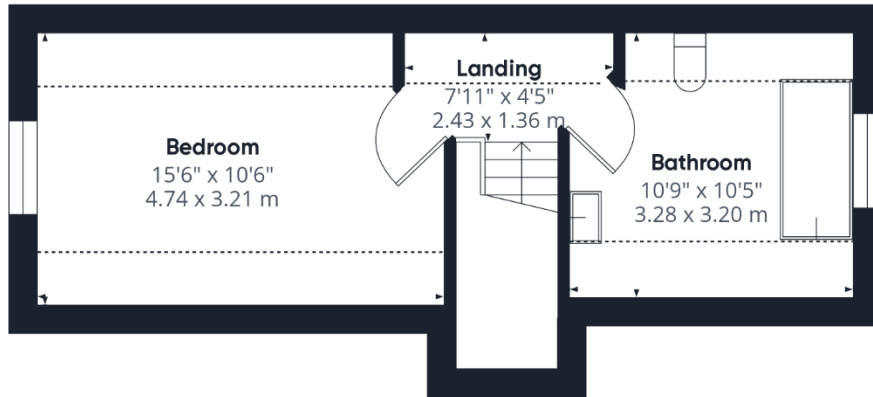 Bedroom
15'6" x 10'6"
4.74 x 3.21 m
Landing
7'11" x 4'5"
2.43 x 1.36 m
Bathroom
10'9" x 10'5"
3.28 x 3.20 m